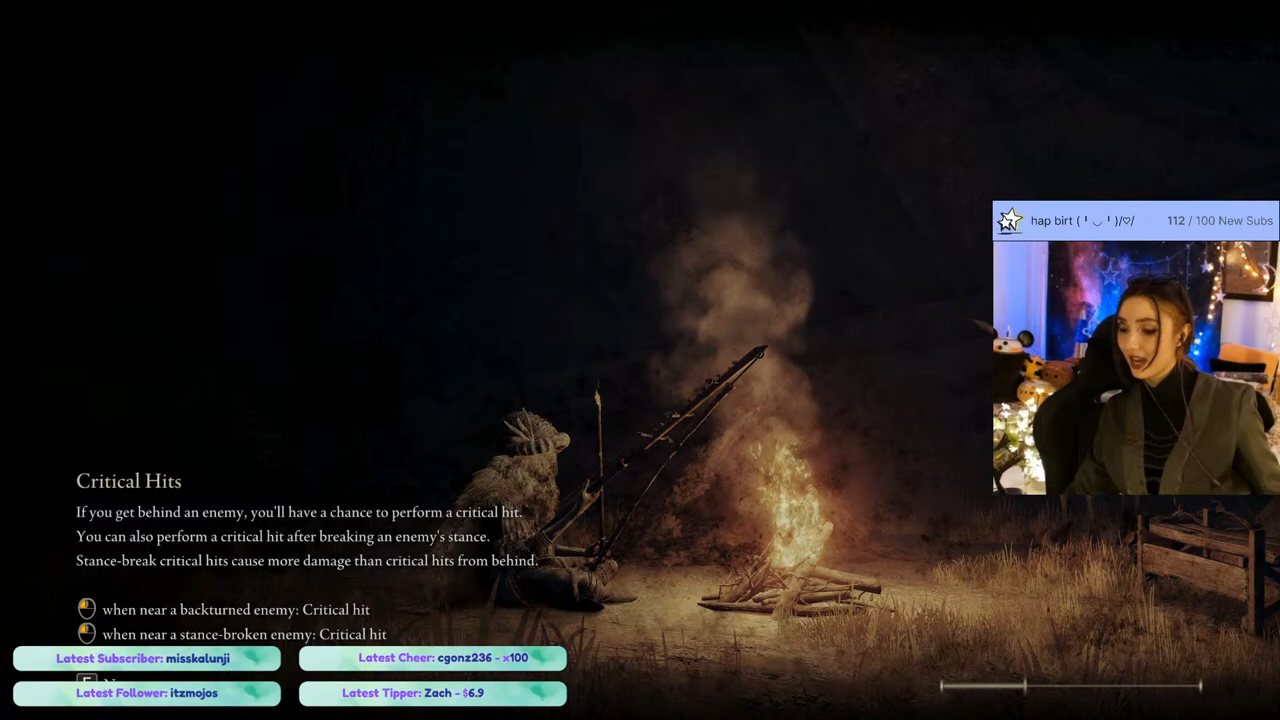 hap birt ( ╹ ◡ ╹ )/♡/ 112 / 100 New Subs
Critical Hits
If you get behind an enemy, you'll have a chance to perform a critical hit.
You can also perform a critical hit after breaking an enemy's stance.
Stance-break critical hits cause more damage than critical hits from behind.
when near a backturned enemy: Critical hit
when near a stance-broken enemy: Critical hit
Latest Subscriber: misskalunji
Latest Cheer: cgonz236 - x100
Latest Follower: itzmojos
Latest Tipper: Zach - $6.9